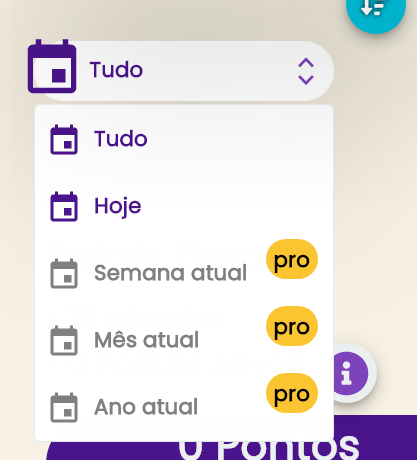 Tudo
Tudo
Hoje
Semana atual pro
Mês atual pro
Ano atual pro
0 Pontos